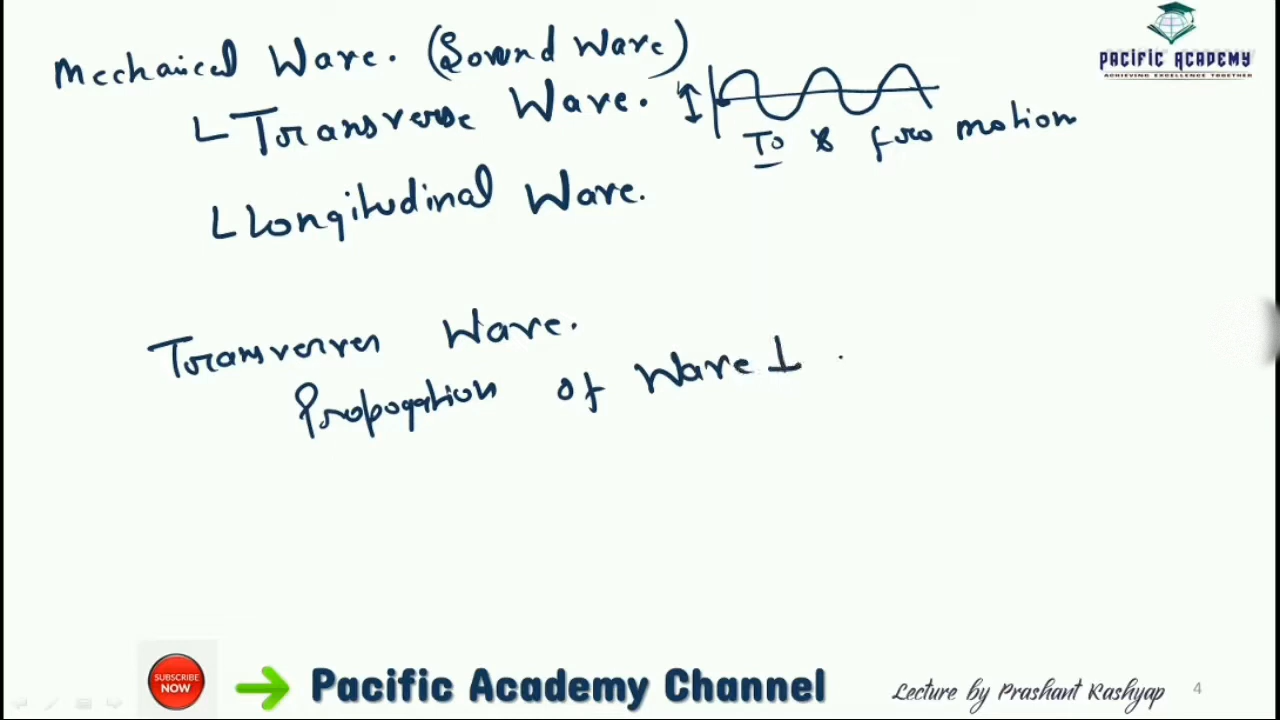 Mechanical Wave. (Sound Wave)
Transverse Wave.
To & fro motion
Longitudinal Wave.
Transverse Wave.
Propogation of Wave ⊥
PACIFIC ACADEMY
ACHIEVING EXCELLENCE TOGETHER
SUBSCRIBE NOW
Pacific Academy Channel
Lecture by Prashant Kashyap
4